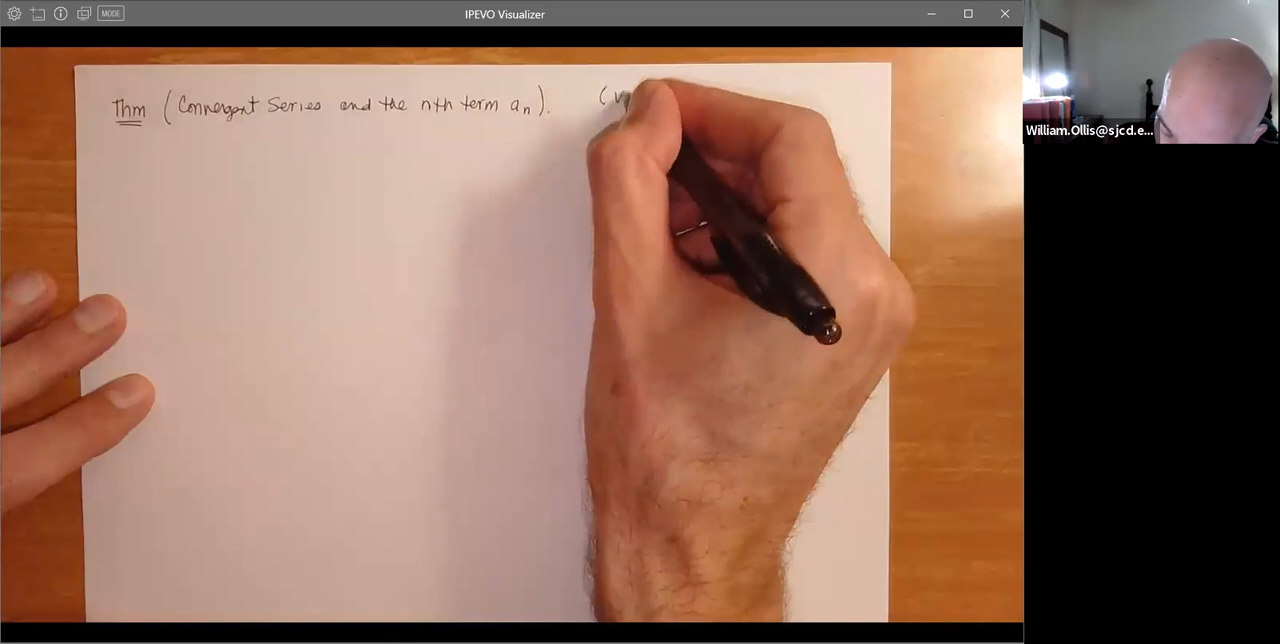 MODE
IPEVO Visualizer
Thm (Convergent Series and the nth term an).
William.Ollis@sjcd.e...